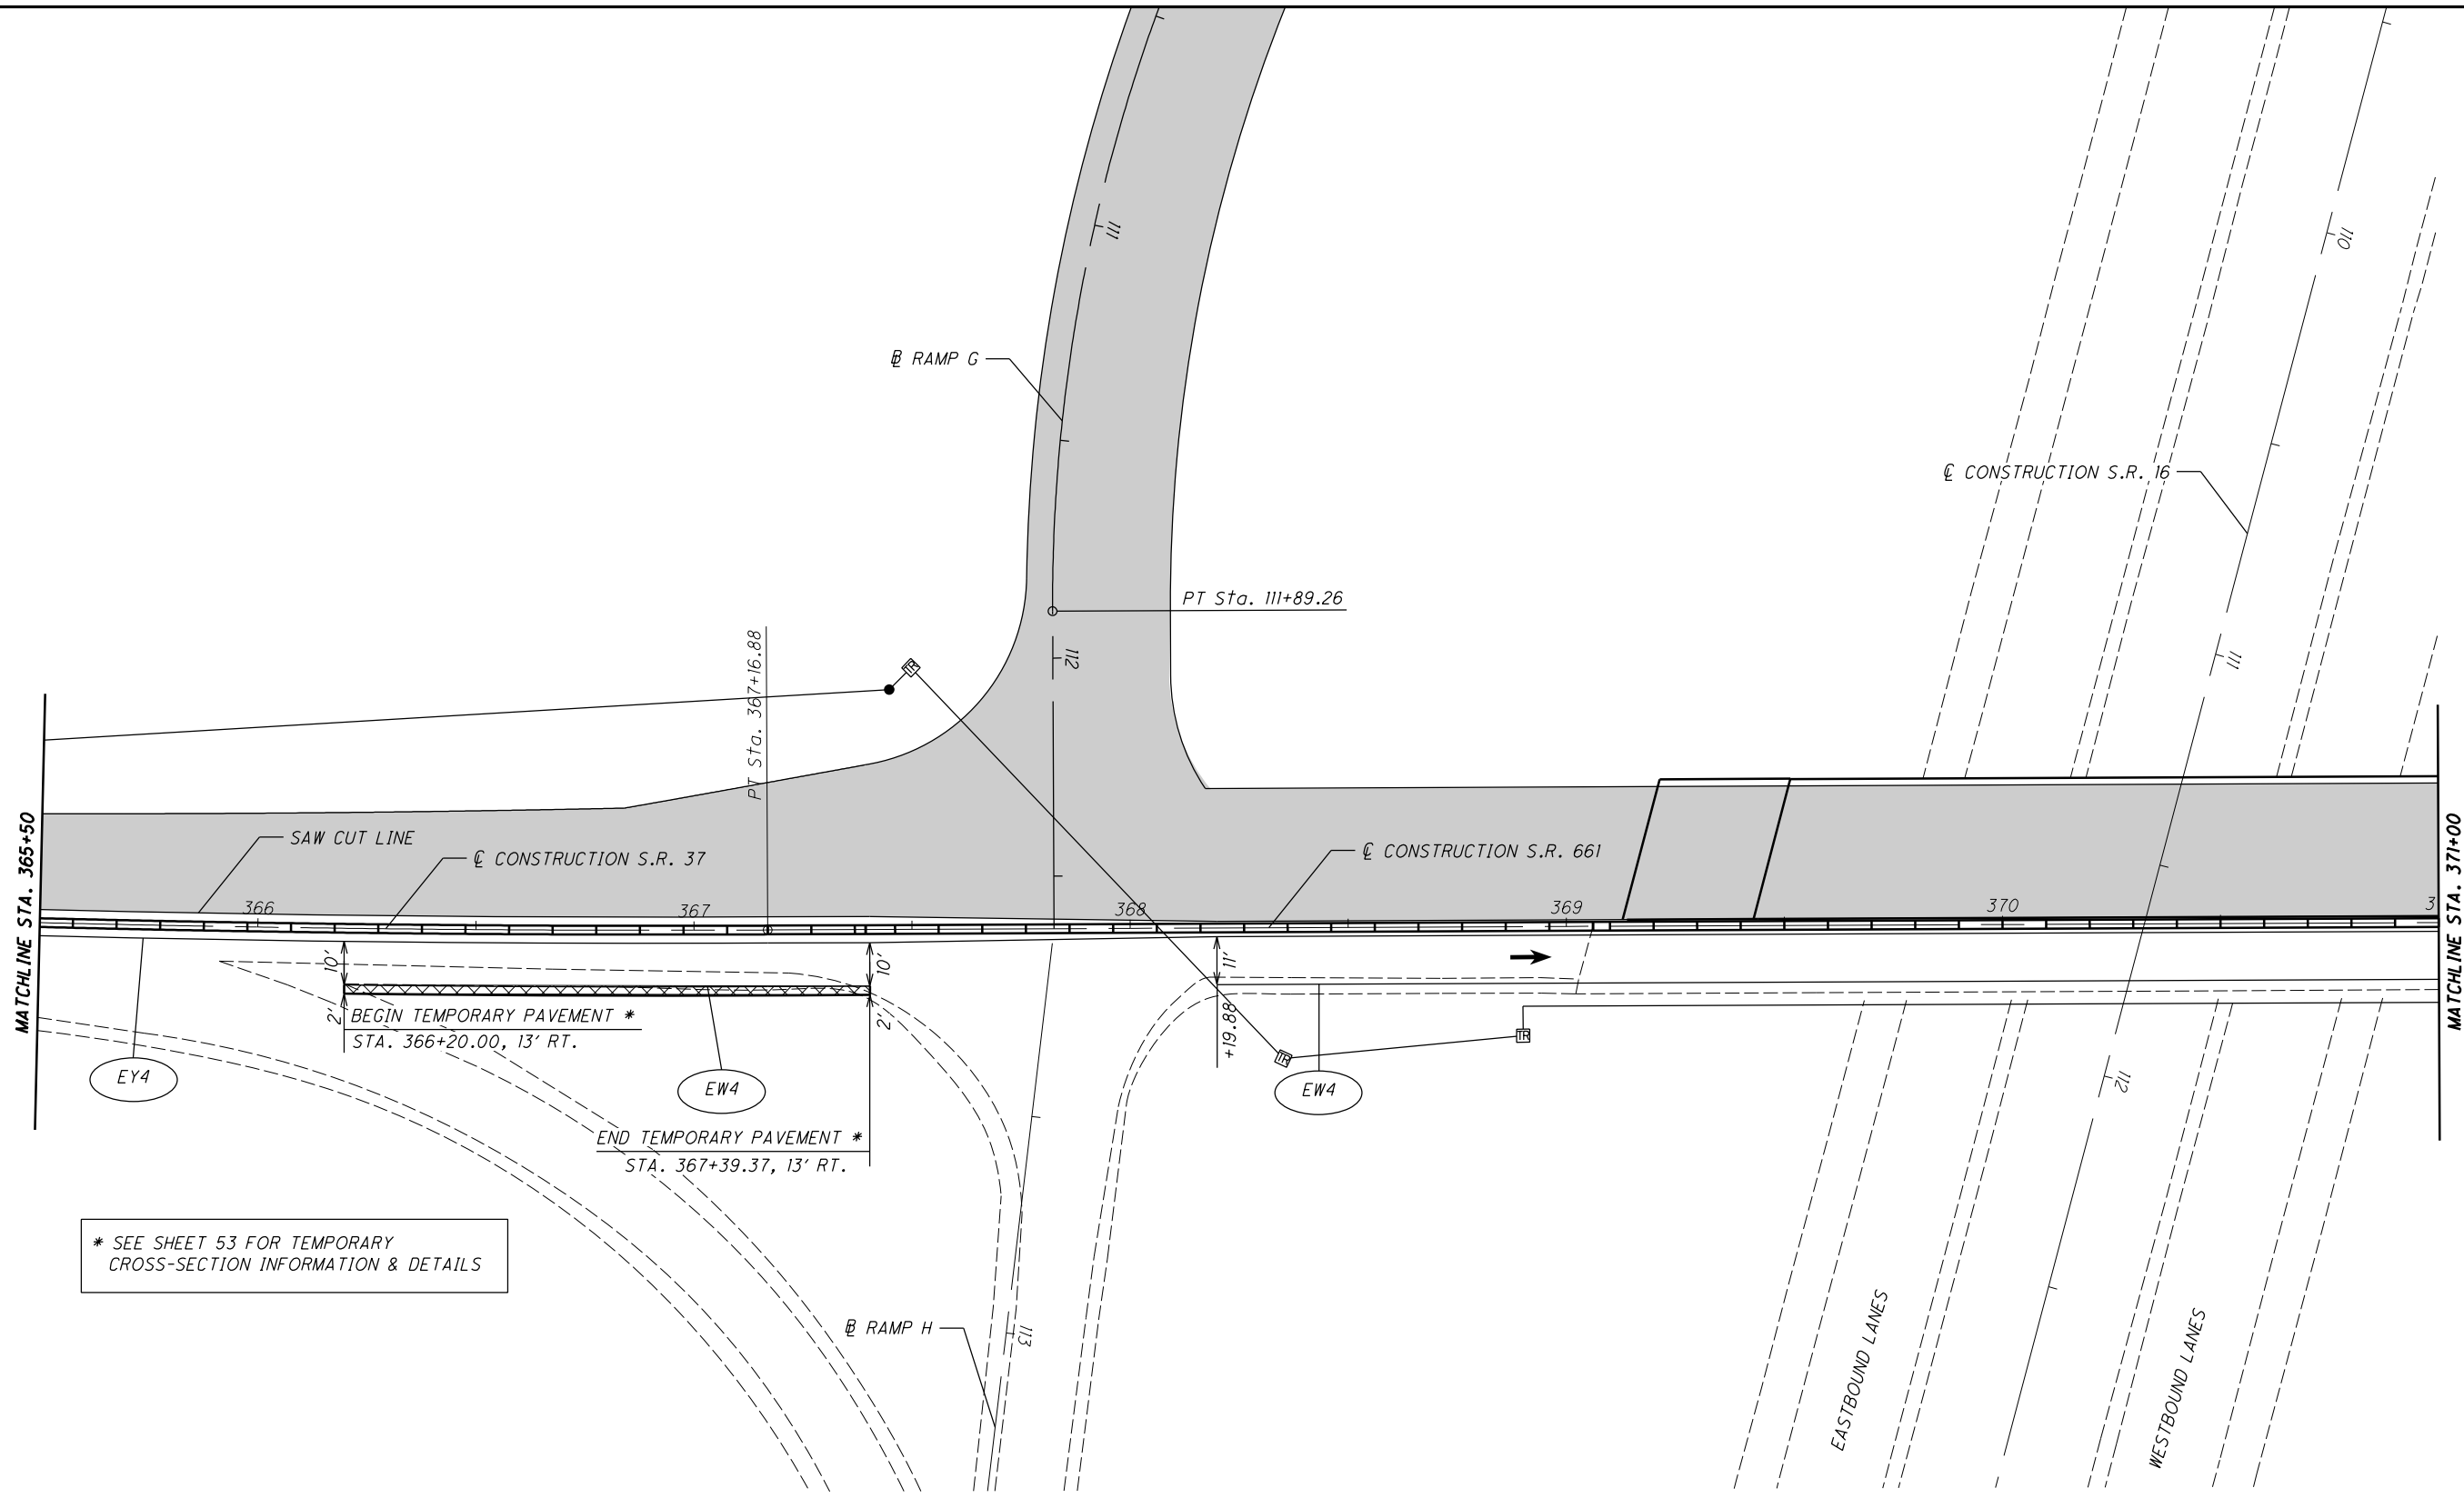 111
110
℄ RAMP G
℄ CONSTRUCTION S.R. 16
PT Sta. 111+89.26
PT Sta. 367+16.88
112
111
TR
MATCHLINE STA. 365+50
MATCHLINE STA. 371+00
SAW CUT LINE
℄ CONSTRUCTION S.R. 37
℄ CONSTRUCTION S.R. 661
366
367
368
369
370
3
10'
10'
11'
2'
2'
BEGIN TEMPORARY PAVEMENT *
STA. 366+20.00, 13' RT.
+19.88
TR
TR
EY4
EW4
EW4
112
END TEMPORARY PAVEMENT *
STA. 367+39.37, 13' RT.
* SEE SHEET 53 FOR TEMPORARY
CROSS-SECTION INFORMATION & DETAILS
℄ RAMP H
113
EASTBOUND LANES
WESTBOUND LANES